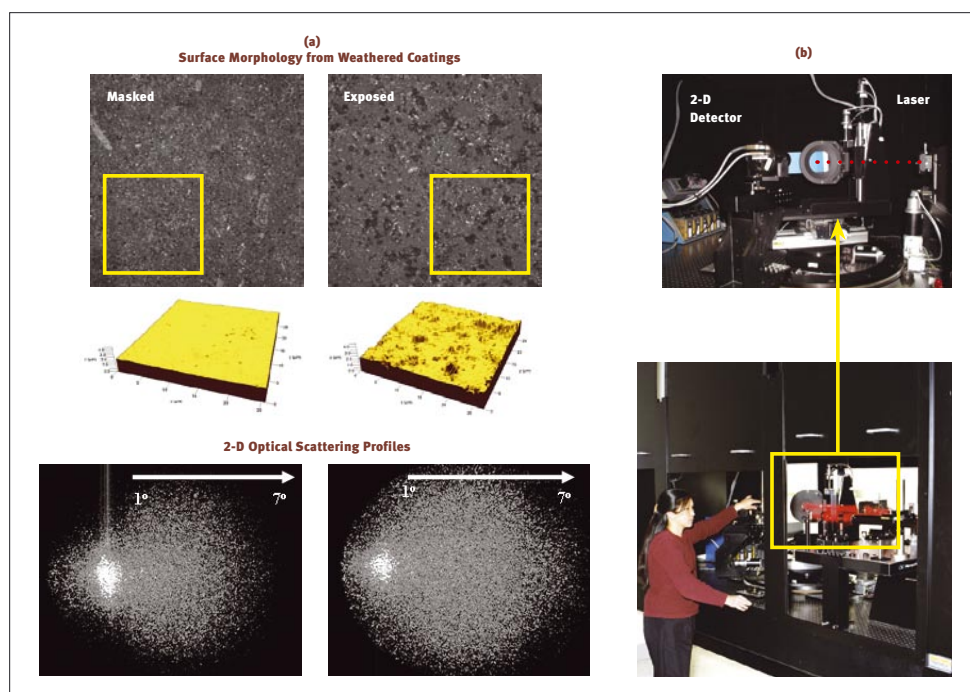 (a)
Surface Morphology from Weathered Coatings
Masked
Exposed
2-D Optical Scattering Profiles
1º
7º
1º
7º
(b)
2-D
Detector
Laser